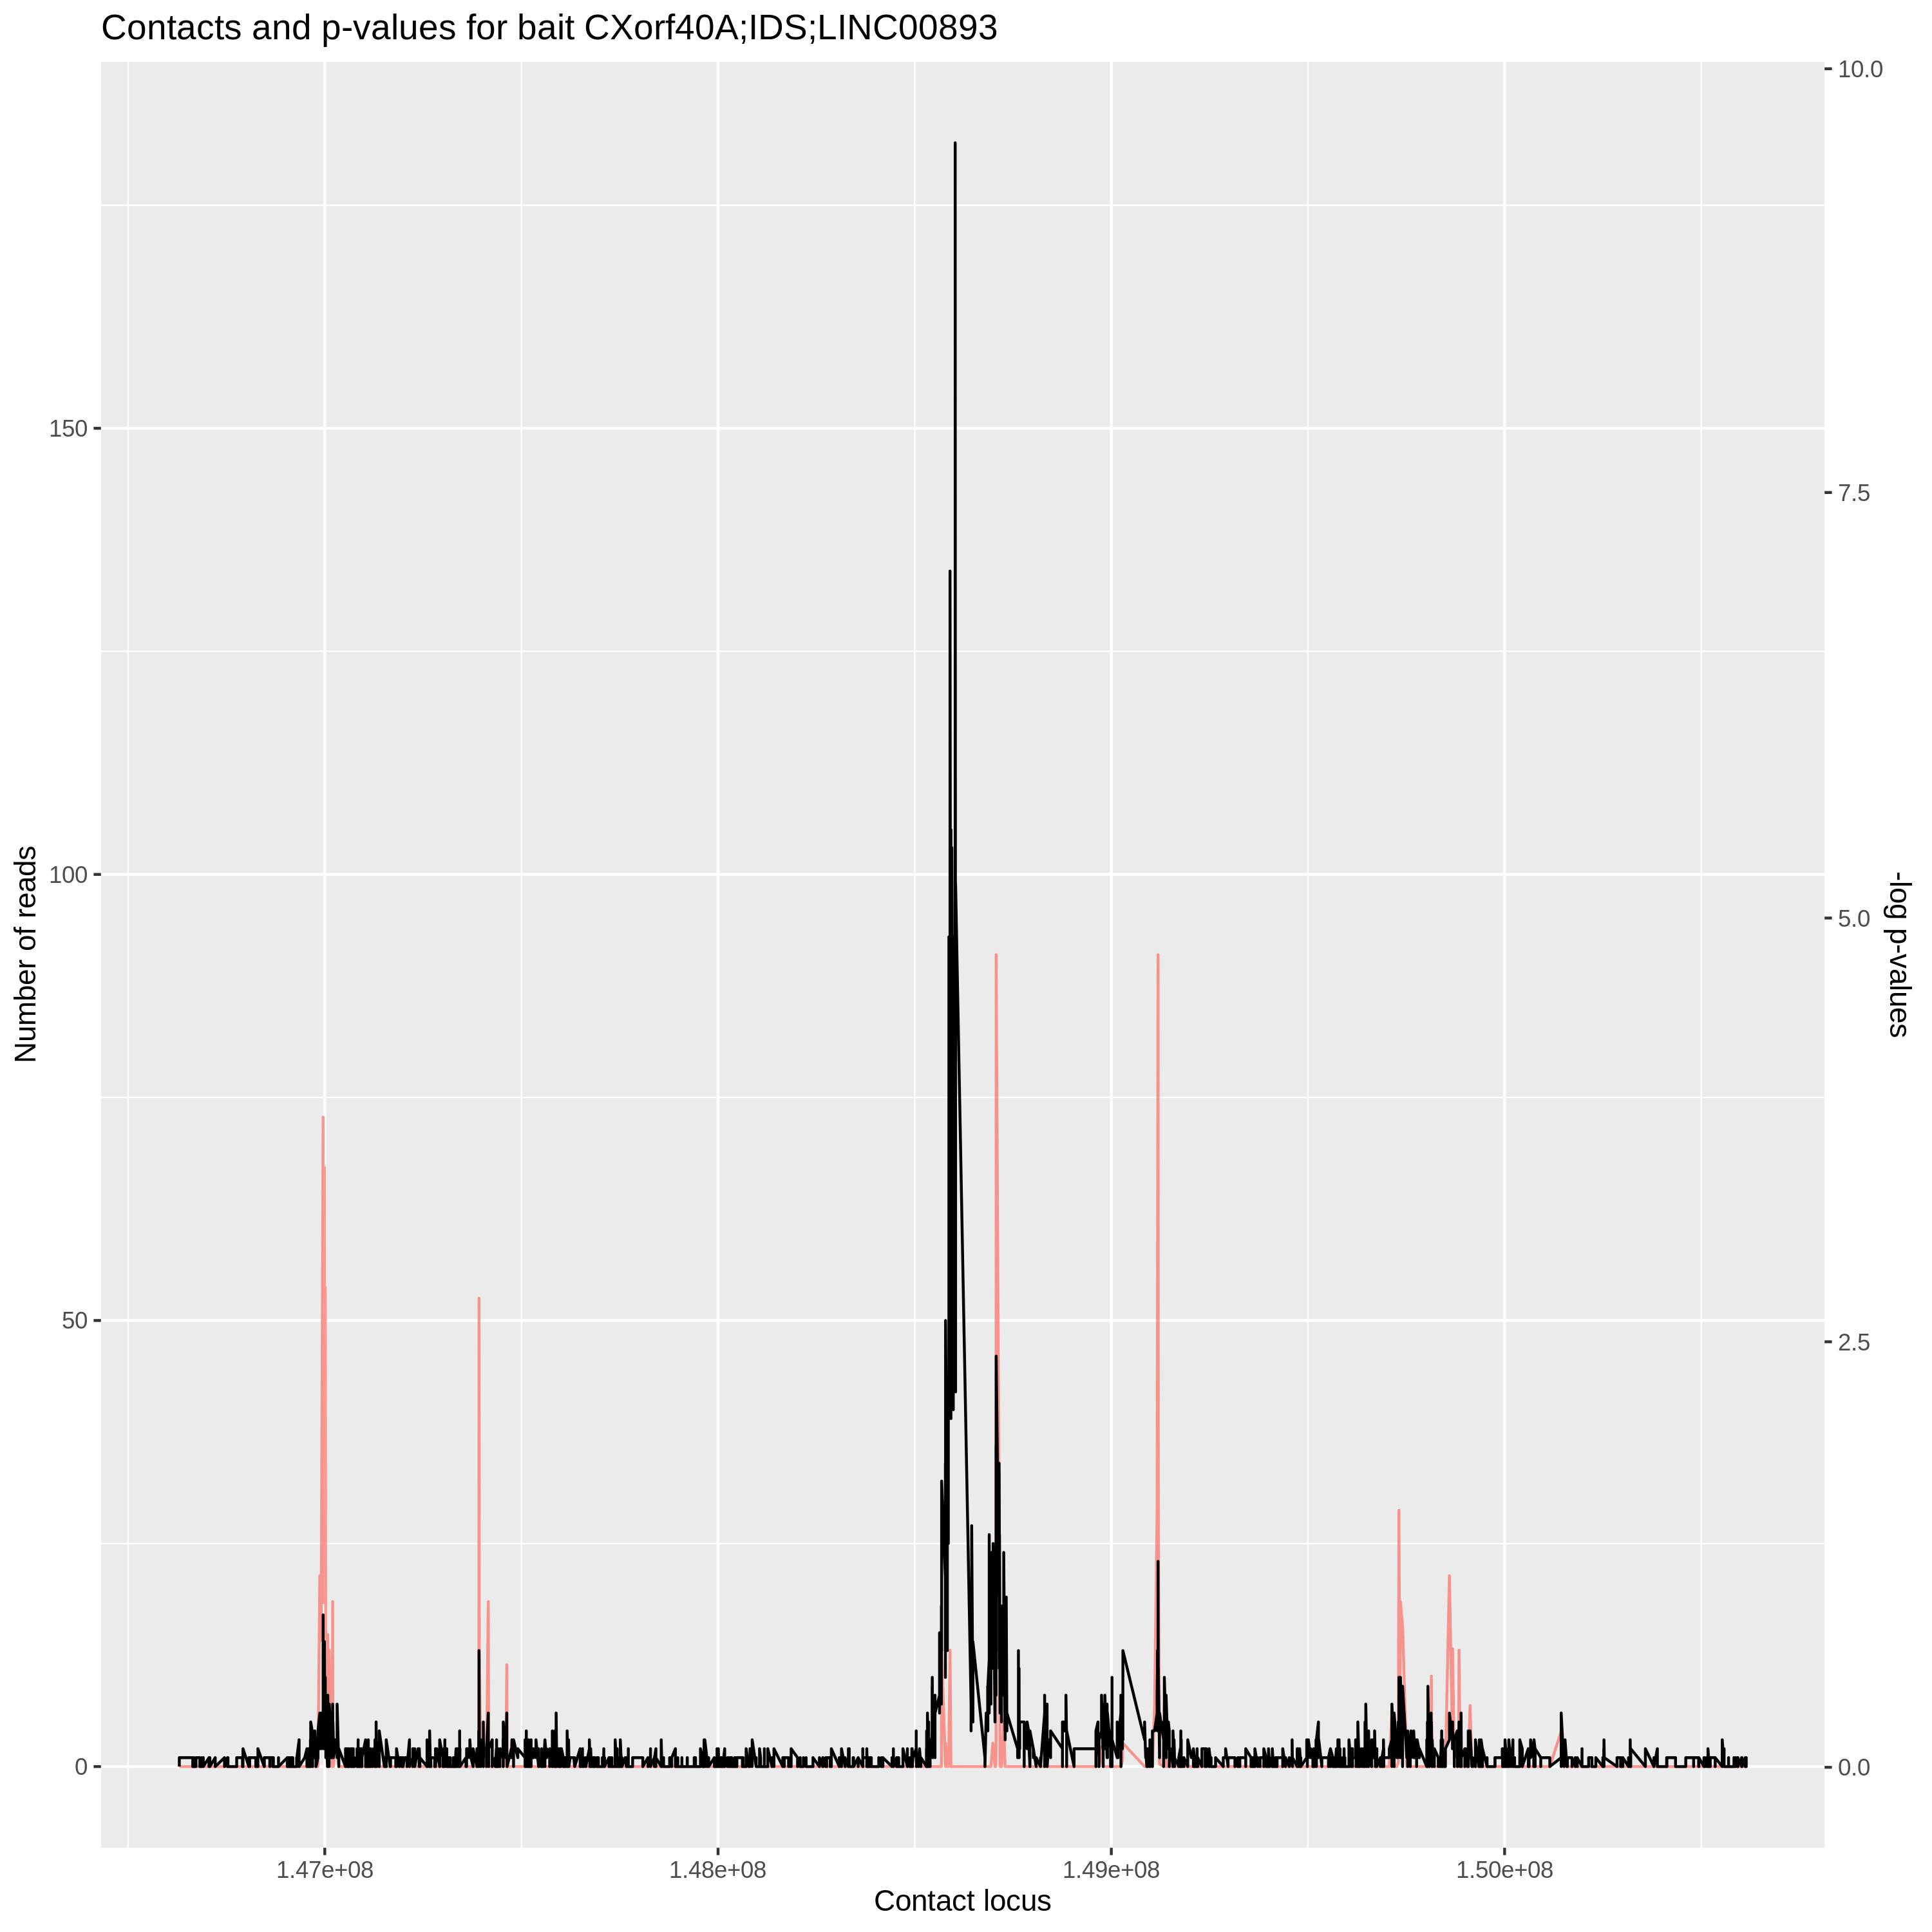 Contacts and p-values for bait CXorf40A;IDS;LINC00893
10.0
150
7.5
Number of reads
100
5.0
-log p-values
50
2.5
0
0.0
1.47e+08
1.48e+08
1.49e+08
1.50e+08
Contact locus